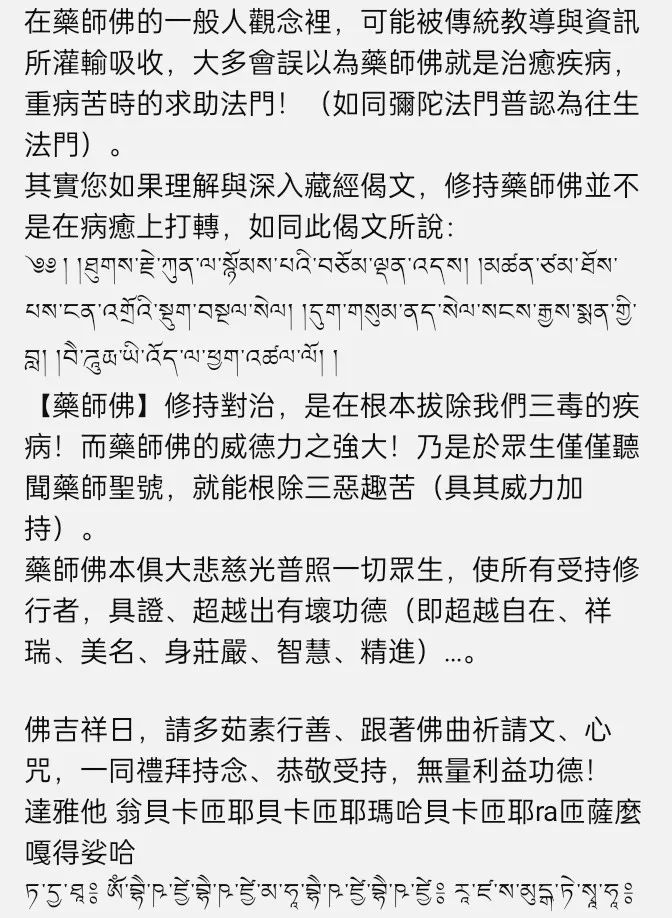 在藥師佛的一般人觀念裡，可能被傳統教導與資訊
所灌輸吸收，大多會誤以為藥師佛就是治癒疾病，
重病苦時的求助法門！（如同彌陀法門普認為往生
法門）。
其實您如果理解與深入藏經偈文，修持藥師佛並不
是在病癒上打轉，如同此偈文所說：
༄༅། །ཐུགས་རྗེ་ཀུན་ལ་སྙོམས་པའི་བཅོམ་ལྡན་འདས། །མཚན་ཙམ་ཐོས་
པས་ངན་འགྲོའི་སྡུག་བསྔལ་སེལ། །དུག་གསུམ་ནད་སེལ་སངས་རྒྱས་སྨན་གྱི་
བླ། །བཻ་ཌཱུཪྻ་ཡི་འོད་ལ་ཕྱག་འཚལ་ལོ། །
【藥師佛】修持對治，是在根本拔除我們三毒的疾
病！而藥師佛的威德力之強大！乃是於眾生僅僅聽
聞藥師聖號，就能根除三惡趣苦（具其威力加
持）。
藥師佛本俱大悲慈光普照一切眾生，使所有受持修
行者，具證、超越出有壞功德（即超越自在、祥
瑞、美名、身莊嚴、智慧、精進）...。
佛吉祥日，請多茹素行善、跟著佛曲祈請文、心
咒，一同禮拜持念、恭敬受持，無量利益功德！
達雅他 翁貝卡匝耶貝卡匝耶瑪哈貝卡匝耶ra匝薩麼
嘎得娑哈
ཏ་དྱ་ཐཱ༔ ཨོཾ་བྷཻ་ཥ་ཛྱེ་བྷཻ་ཥ་ཛྱེ་མ་ཧཱ་བྷཻ་ཥ་ཛྱེ་བྷཻ་ཥ་ཛྱེ༔ རཱ་ཛ་ས་མུདྒ་ཏེ་སྭཱ་ཧཱ༔